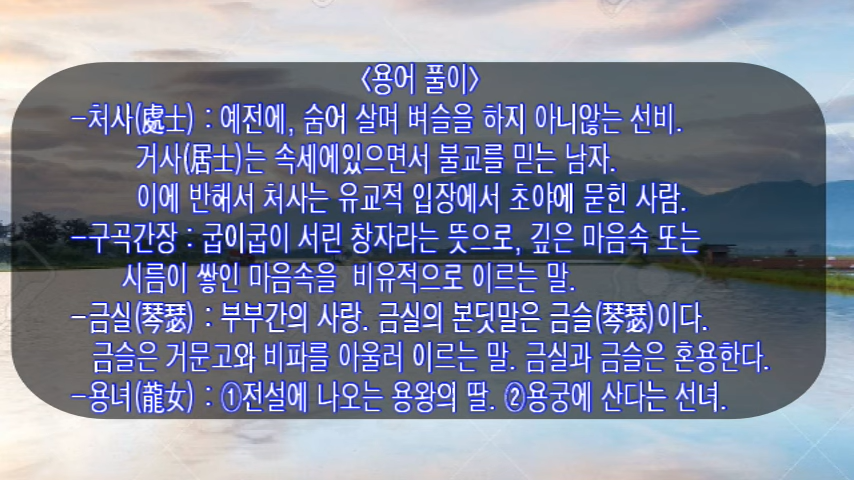 <용어 풀이>
-처사(處士) : 예전에, 숨어 살며 벼슬을 하지 아니않는 선비.
거사(居士)는 속세에있으면서 불교를 믿는 남자.
이에 반해서 처사는 유교적 입장에서 초야에 묻힌 사람.
-구곡간장 : 굽이굽이 서린 창자라는 뜻으로, 깊은 마음속 또는
시름이 쌓인 마음속을 비유적으로 이르는 말.
-금실(琴瑟) : 부부간의 사랑. 금실의 본딧말은 금슬(琴瑟)이다.
금슬은 거문고와 비파를 아울러 이르는 말. 금실과 금슬은 혼용한다.
-용녀(龍女) : ①전설에 나오는 용왕의 딸. ②용궁에 산다는 선녀.